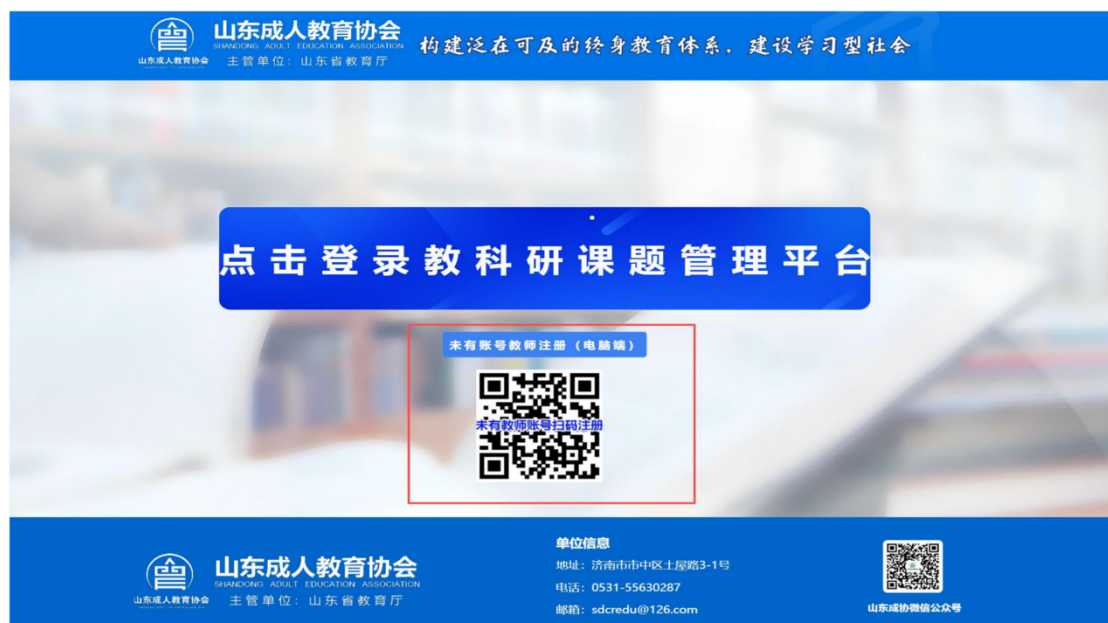 山东成人教育协会
SHANDONG ADULT EDUCATION ASSOCIATION
山东成人教育协会
主管单位：山东省教育厅
构建泛在可及的终身教育体系，建设学习型社会
点击登录教科研课题管理平台
未有账号教师注册（电脑端）
未有教师账号扫码注册
山东成人教育协会
SHANDONG ADULT EDUCATION ASSOCIATION
山东成人教育协会
主管单位：山东省教育厅
单位信息
地址：济南市市中区土屋路3-1号
电话：0531-55630287
邮箱：sdcredu@126.com
山东成协微信公众号